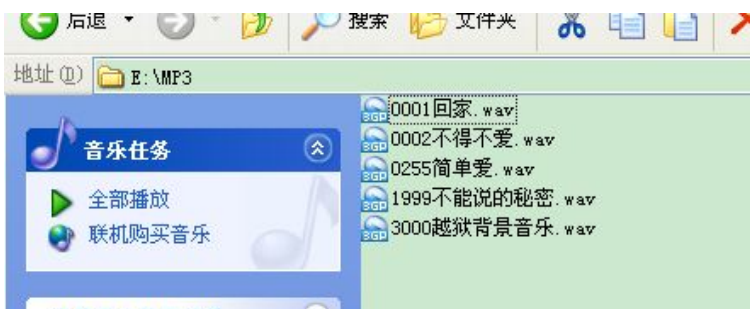 后退 搜索 文件夹
地址(D) E:\MP3
音乐任务
全部播放
联机购买音乐
0001回家.wav
0002不得不爱.wav
0255简单爱.wav
1999不能说的秘密.wav
3000越狱背景音乐.wav